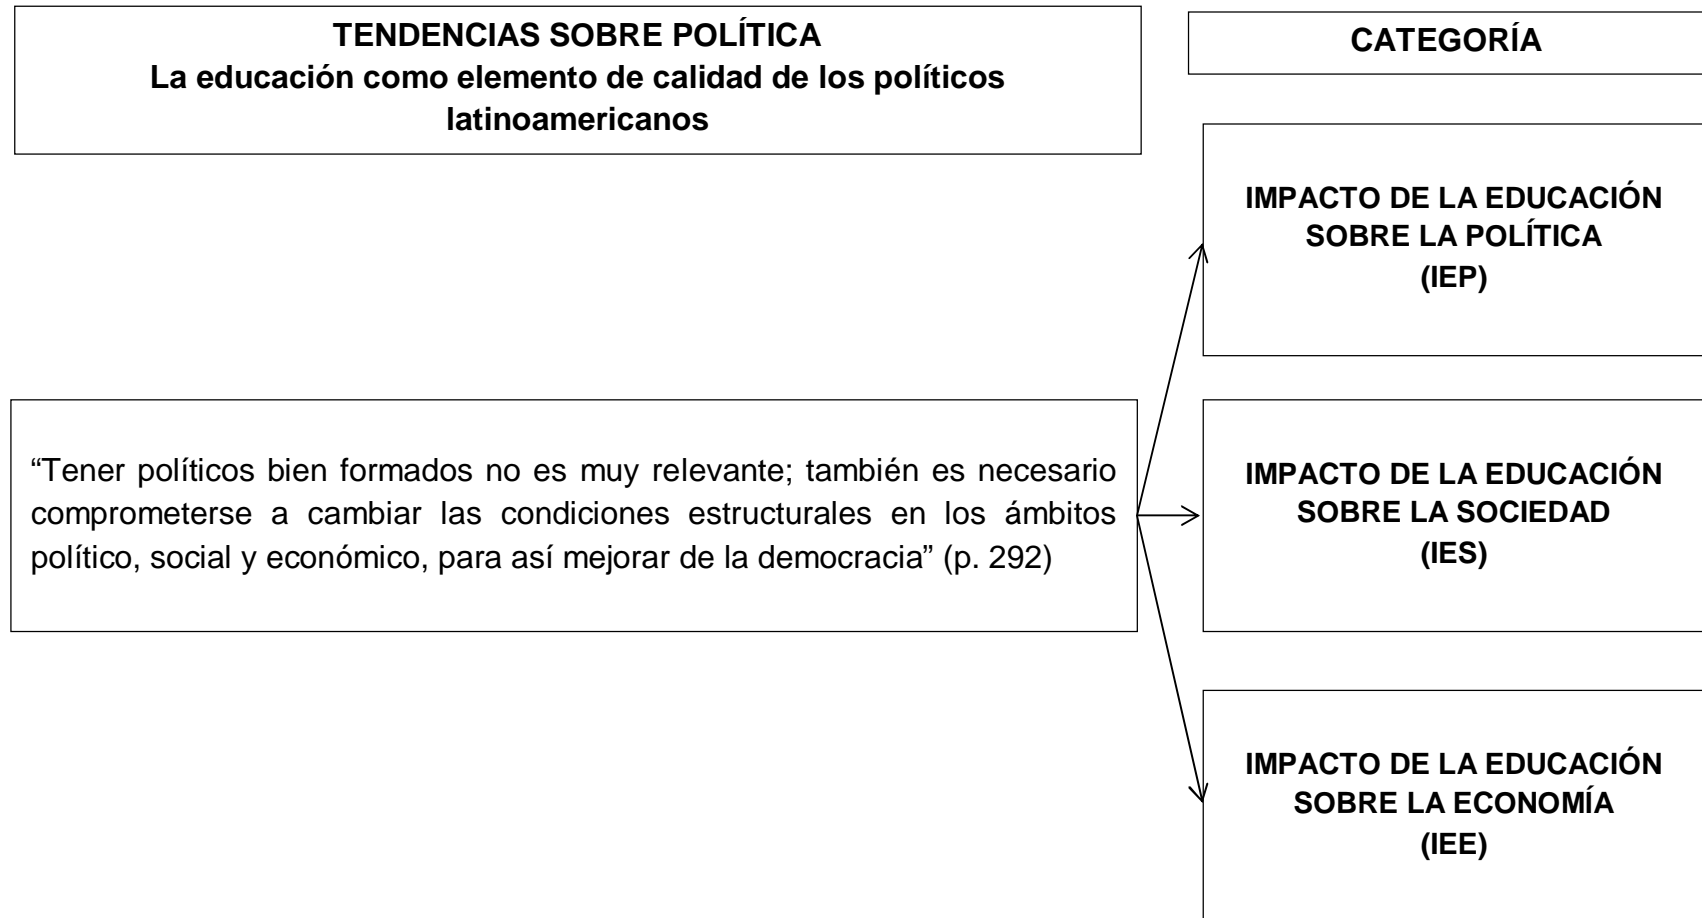 TENDENCIAS SOBRE POLÍTICA
La educación como elemento de calidad de los políticos
latinoamericanos
CATEGORÍA
IMPACTO DE LA EDUCACIÓN
SOBRE LA POLÍTICA
(IEP)
“Tener políticos bien formados no es muy relevante; también es necesario
comprometerse a cambiar las condiciones estructurales en los ámbitos
político, social y económico, para así mejorar de la democracia” (p. 292)
IMPACTO DE LA EDUCACIÓN
SOBRE LA SOCIEDAD
(IES)
IMPACTO DE LA EDUCACIÓN
SOBRE LA ECONOMÍA
(IEE)